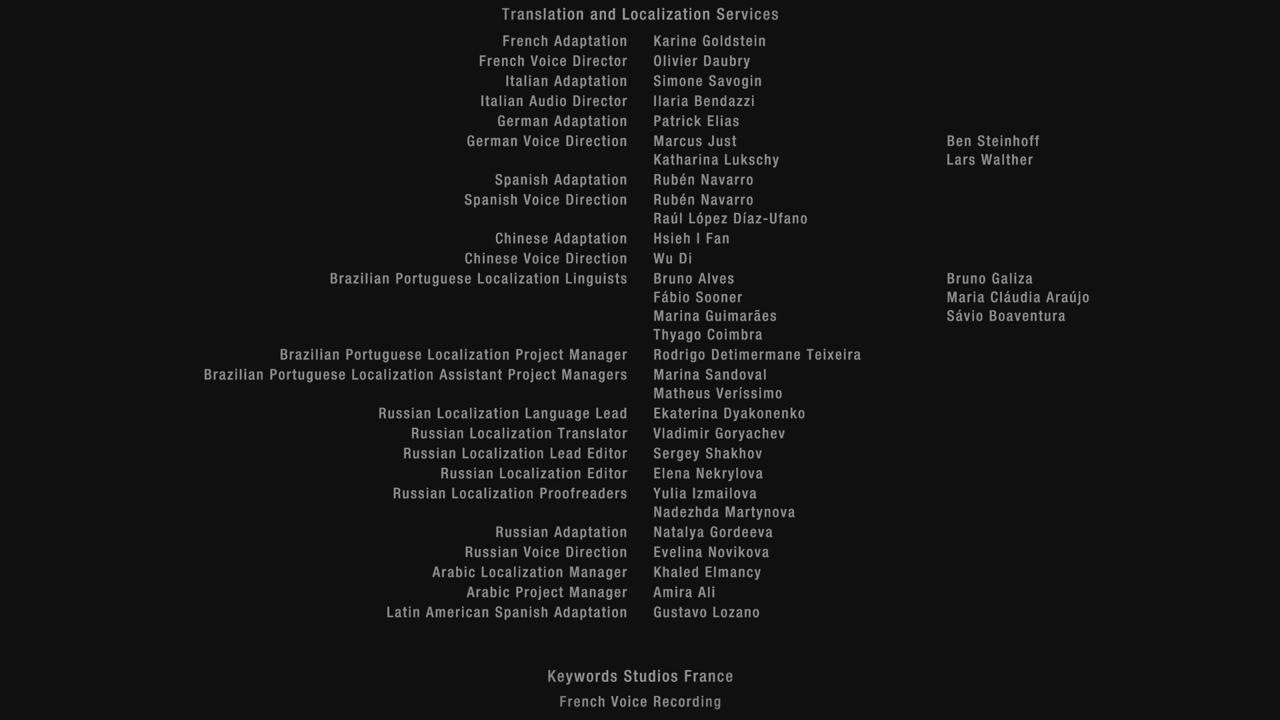 Translation and Localization Services
French Adaptation Karine Goldstein
French Voice Director Olivier Daubry
Italian Adaptation Simone Savogin
Italian Audio Director Ilaria Bendazzi
German Adaptation Patrick Elias
German Voice Direction Marcus Just Ben Steinhoff
Katharina Lukschy Lars Walther
Spanish Adaptation Rubén Navarro
Spanish Voice Direction Rubén Navarro
Raúl López Díaz-Ufano
Chinese Adaptation Hsieh I Fan
Chinese Voice Direction Wu Di
Brazilian Portuguese Localization Linguists Bruno Alves Bruno Galiza
Fábio Sooner Maria Cláudia Araújo
Marina Guimarães Sávio Boaventura
Thyago Coimbra
Brazilian Portuguese Localization Project Manager Rodrigo Detimermane Teixeira
Brazilian Portuguese Localization Assistant Project Managers Marina Sandoval
Matheus Veríssimo
Russian Localization Language Lead Ekaterina Dyakonenko
Russian Localization Translator Vladimir Goryachev
Russian Localization Lead Editor Sergey Shakhov
Russian Localization Editor Elena Nekrylova
Russian Localization Proofreaders Yulia Izmailova
Nadezhda Martynova
Russian Adaptation Natalya Gordeeva
Russian Voice Direction Evelina Novikova
Arabic Localization Manager Khaled Elmancy
Arabic Project Manager Amira Ali
Latin American Spanish Adaptation Gustavo Lozano
Keywords Studios France
French Voice Recording